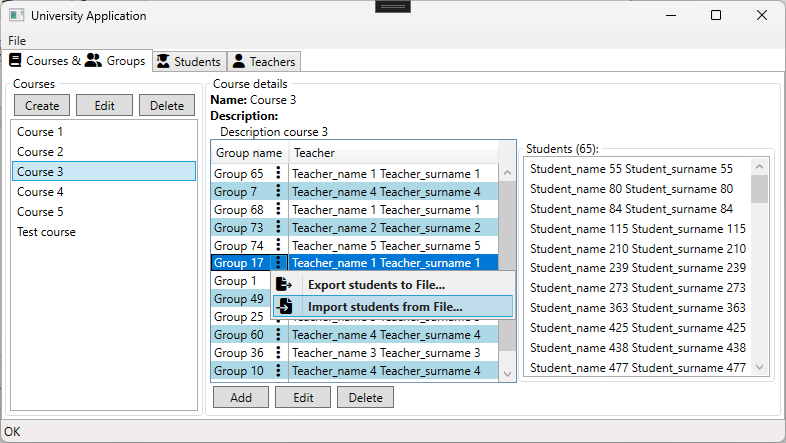 University Application
File
Courses & Groups
Students
Teachers
Courses
Create
Edit
Delete
Course 1
Course 2
Course 3
Course 4
Course 5
Test course
Course details
Name: Course 3
Description:
Description course 3
Group name Teacher
Group 65 Teacher_name 1 Teacher_surname 1
Group 7 Teacher_name 4 Teacher_surname 4
Group 68 Teacher_name 1 Teacher_surname 1
Group 73 Teacher_name 2 Teacher_surname 2
Group 74 Teacher_name 5 Teacher_surname 5
Group 17 Teacher_name 1 Teacher_surname 1
Group 1
Group 49
Group 25
Export students to File...
Import students from File...
Group 60 Teacher_name 4 Teacher_surname 4
Group 36 Teacher_name 3 Teacher_surname 3
Group 10 Teacher_name 4 Teacher_surname 4
Add
Edit
Delete
Students (65):
Student_name 55 Student_surname 55
Student_name 80 Student_surname 80
Student_name 84 Student_surname 84
Student_name 115 Student_surname 115
Student_name 210 Student_surname 210
Student_name 239 Student_surname 239
Student_name 273 Student_surname 273
Student_name 363 Student_surname 363
Student_name 425 Student_surname 425
Student_name 438 Student_surname 438
Student_name 477 Student_surname 477
OK